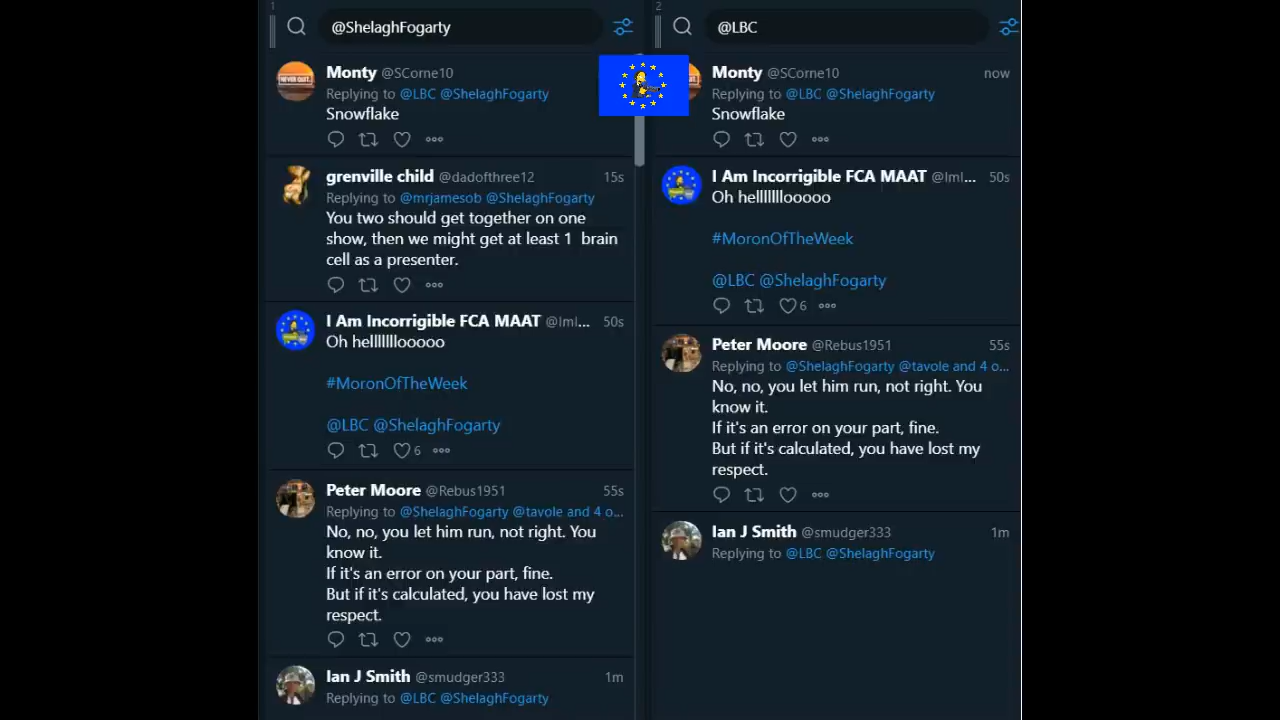 1
@ShelaghFogarty
Monty @SCorne10
Replying to @LBC @ShelaghFogarty
Snowflake
grenville child @dadofthree12 15s
Replying to @mrjamesob @ShelaghFogarty
You two should get together on one
show, then we might get at least 1 brain
cell as a presenter.
I Am Incorrigible FCA MAAT @ImI... 50s
Oh helllllllooooo
#MoronOfTheWeek
@LBC @ShelaghFogarty
6
Peter Moore @Rebus1951 55s
Replying to @ShelaghFogarty @tavole and 4 o...
No, no, you let him run, not right. You
know it.
If it's an error on your part, fine.
But if it's calculated, you have lost my
respect.
Ian J Smith @smudger333 1m
Replying to @LBC @ShelaghFogarty
2
@LBC
Monty @SCorne10 now
Replying to @LBC @ShelaghFogarty
Snowflake
I Am Incorrigible FCA MAAT @ImI... 50s
Oh helllllllooooo
#MoronOfTheWeek
@LBC @ShelaghFogarty
6
Peter Moore @Rebus1951 55s
Replying to @ShelaghFogarty @tavole and 4 o...
No, no, you let him run, not right. You
know it.
If it's an error on your part, fine.
But if it's calculated, you have lost my
respect.
Ian J Smith @smudger333 1m
Replying to @LBC @ShelaghFogarty
NEVER QUIT